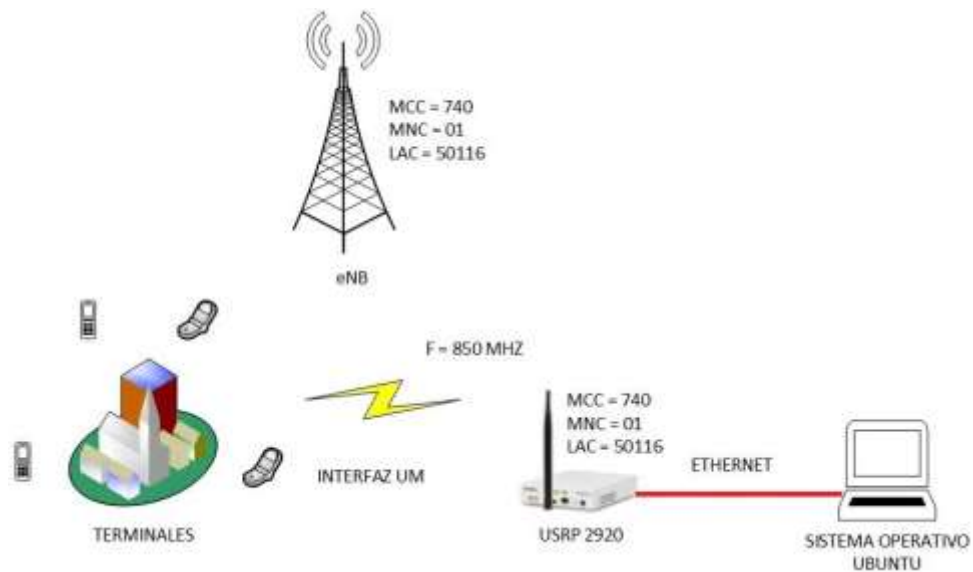 MCC = 740
MNC = 01
LAC = 50116
eNB
F = 850 MHZ
MCC = 740
MNC = 01
LAC = 50116
ETHERNET
INTERFAZ UM
TERMINALES
USRP 2920
SISTEMA OPERATIVO
UBUNTU